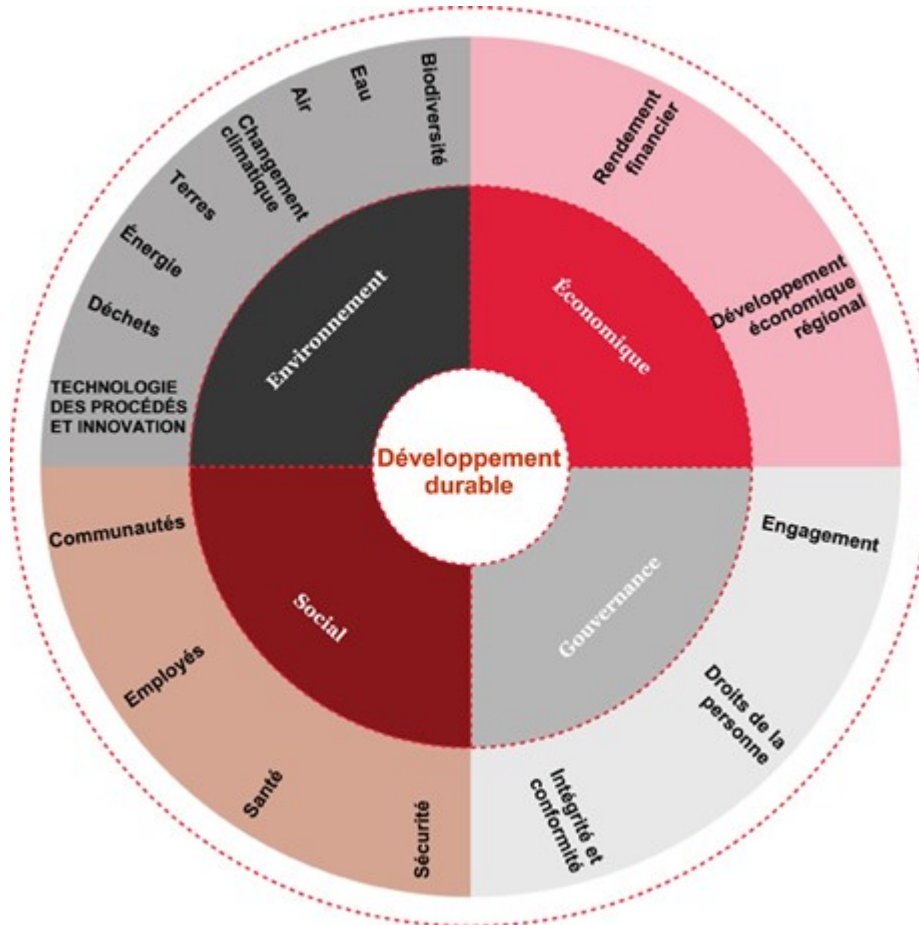 Biodiversité
Eau
Air
Changement
climatique
Terres
Énergie
Déchets
TECHNOLOGIE
DES PROCÉDÉS
ET INNOVATION
Environnement
Rendement
financier
Développement
économique
régional
Économique
Développement
durable
Communautés
Employés
Santé
Sécurité
Social
Engagement
Droits de la
personne
Intégrité et
conformité
Gouvernance